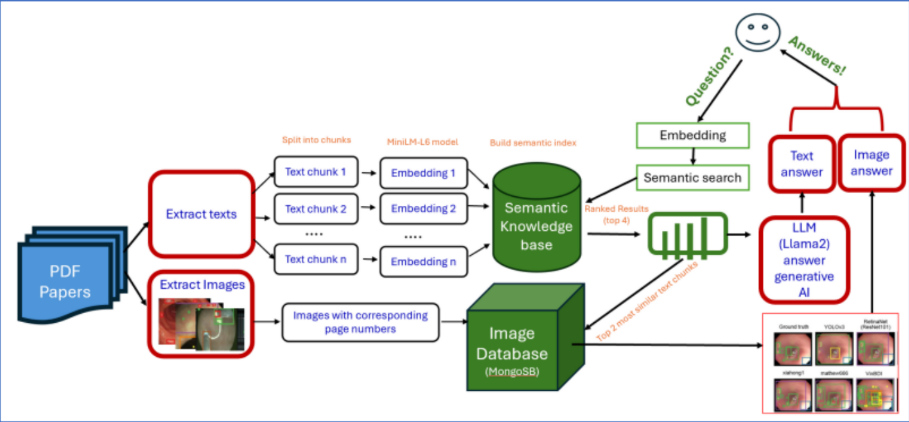 Question?
Answers!
Split into chunks
MiniLM-L6 model
Build semantic index
Embedding
Semantic search
Text
answer
Image
answer
Extract texts
Text chunk 1
Embedding 1
Text chunk 2
Embedding 2
....
....
Text chunk n
Embedding n
Semantic
Knowledge
base
Ranked Results
(top 4)
LLM
(Llama2)
answer
generative
AI
PDF
Papers
Extract Images
Images with corresponding
page numbers
Image
Database
(MongoSB)
Top 2 most similar text chunks
Ground truth
YOLOv3
RetinaNet
(ResNet101)